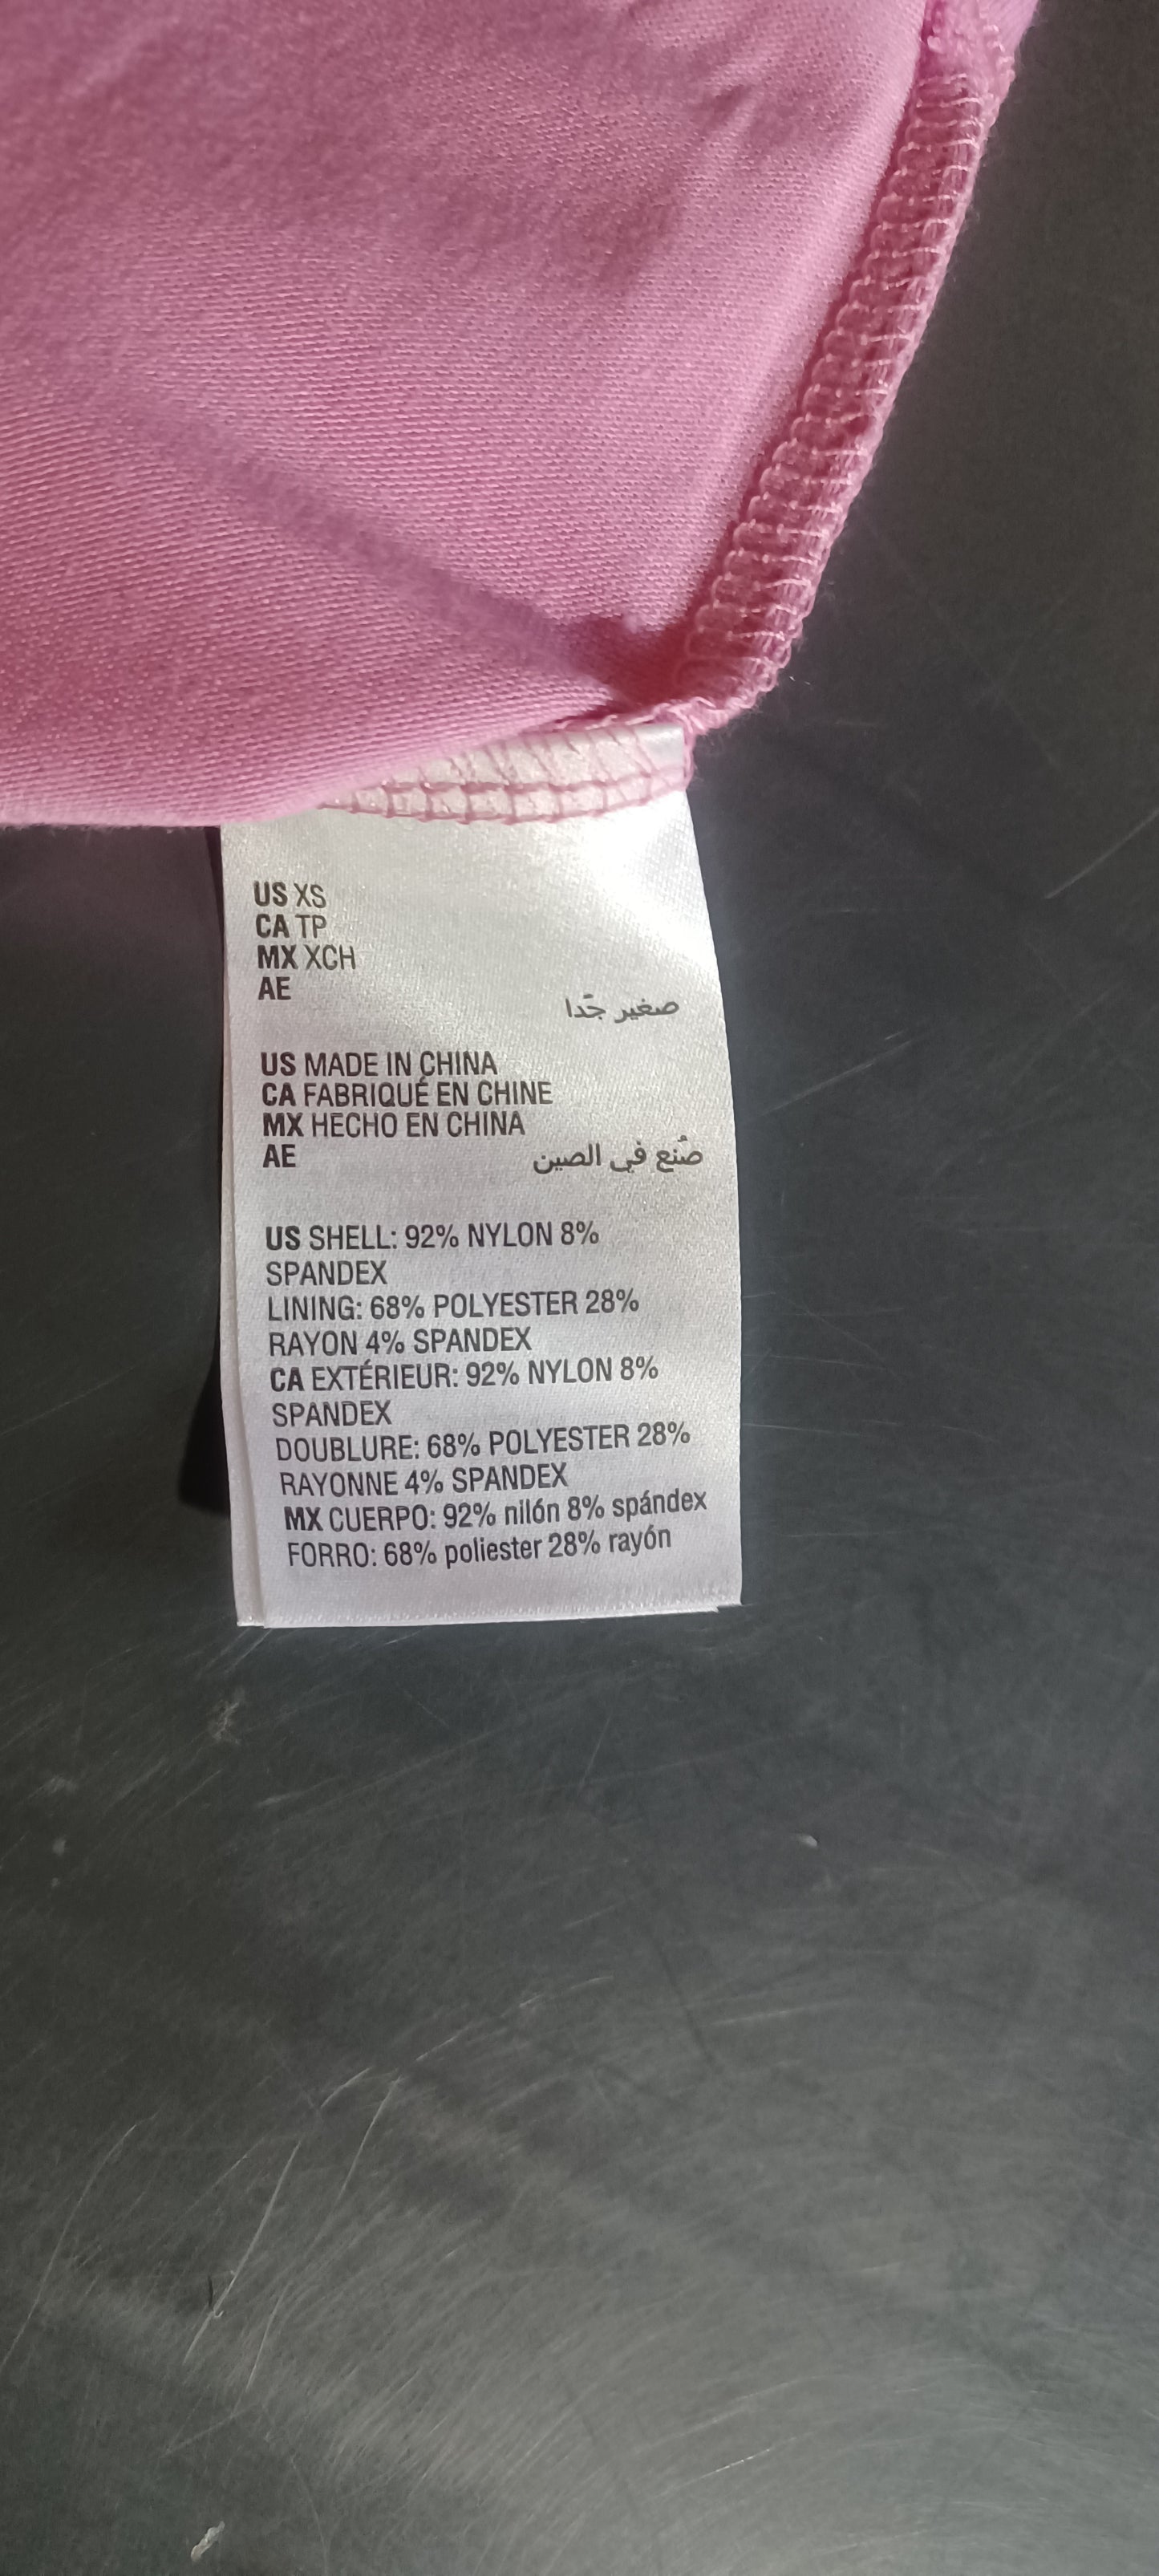 US XS
CA TP
MX XCH
AE
صغير جّدا
US MADE IN CHINA
CA FABRIQUÉ EN CHINE
MX HECHO EN CHINA
AE صُنع في الصين
US SHELL: 92% NYLON 8%
SPANDEX
LINING: 68% POLYESTER 28%
RAYON 4% SPANDEX
CA EXTÉRIEUR: 92% NYLON 8%
SPANDEX
DOUBLURE: 68% POLYESTER 28%
RAYONNE 4% SPANDEX
MX CUERPO: 92% nilón 8% spándex
FORRO: 68% poliester 28% rayón